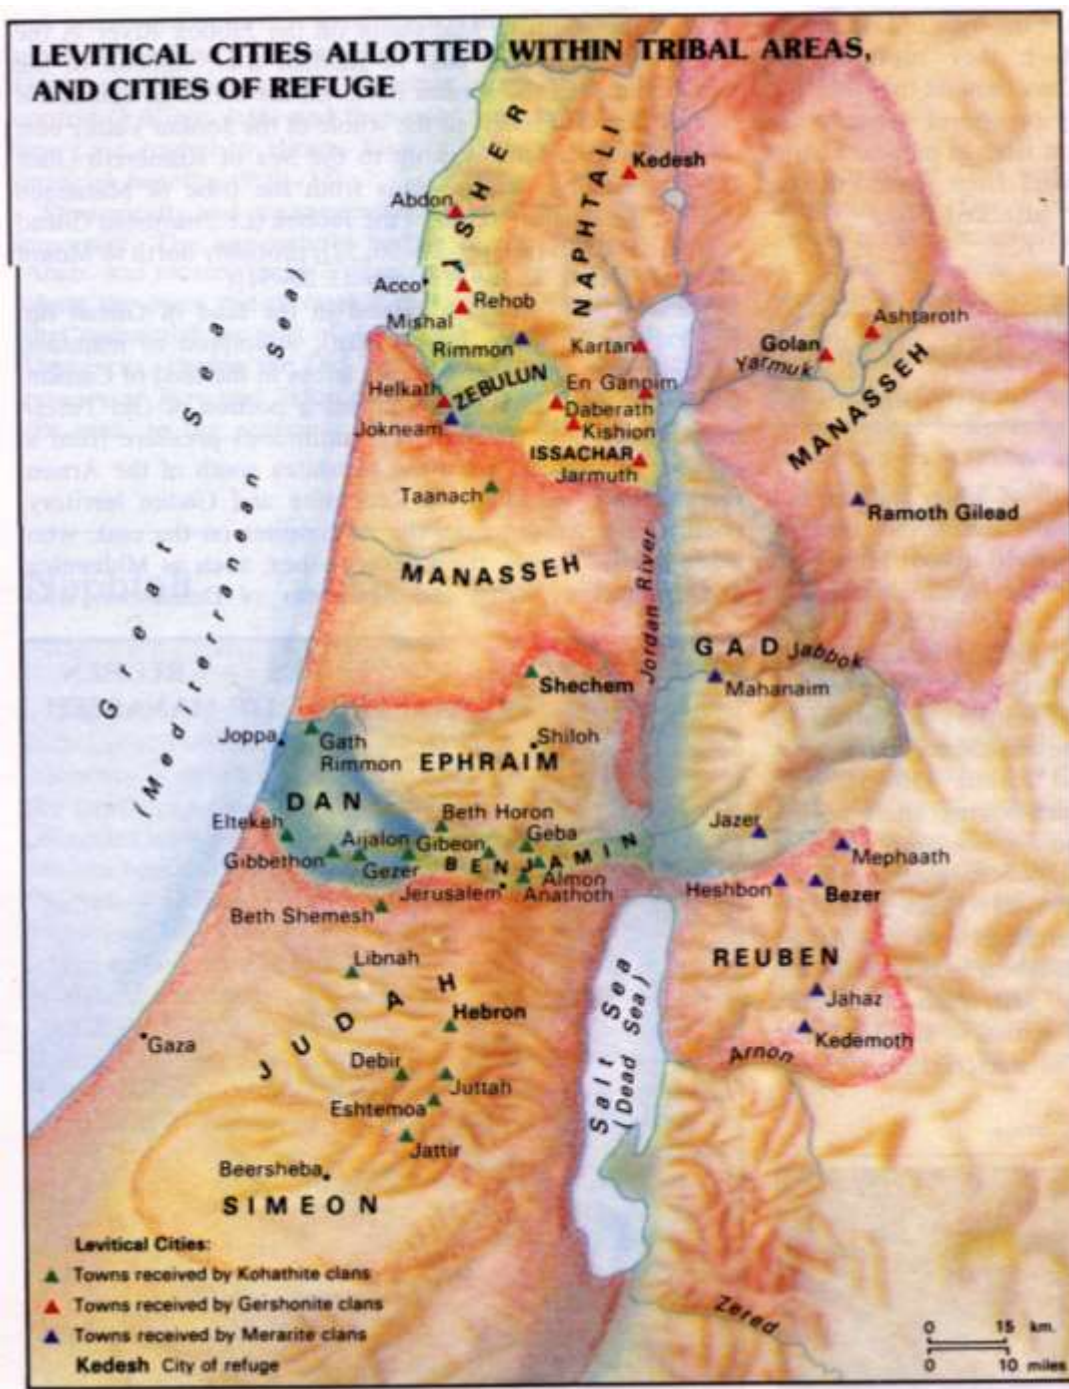 LEVITICAL CITIES ALLOTTED WITHIN TRIBAL AREAS,
AND CITIES OF REFUGE
ASHER
NAPHTALI
Kedesh
Abdon
Acco
Rehob
Mishal
Rimmon
Kartan
Ashtaroth
Golan
Yarmuk
Great Sea
(Mediterranean Sea)
Helkath
ZEBULUN
En Gannim
Daberath
Jokneam
Kishion
ISSACHAR
Jarmuth
MANASSEH
Taanach
Ramoth Gilead
MANASSEH
Jordan River
GAD
Jabbok
Shechem
Mahanaim
Joppa
Gath
Rimmon
Shiloh
EPHRAIM
DAN
Eltekeh
Beth Horon
Geba
Jazer
Aijalon
Gibeon
BENJAMIN
Gibbethon
Gezer
Almon
Mephaath
Jerusalem
Anathoth
Heshbon
Bezer
Beth Shemesh
Libnah
REUBEN
JUDAH
Hebron
Salt Sea
(Dead Sea)
Jahaz
Kedemoth
Arnon
Gaza
Debir
Juttah
Eshtemoa
Jattir
Beersheba
SIMEON
Zered
Levitical Cities:
Towns received by Kohathite clans
Towns received by Gershonite clans
Towns received by Merarite clans
Kedesh City of refuge
0 15 km.
0 10 miles